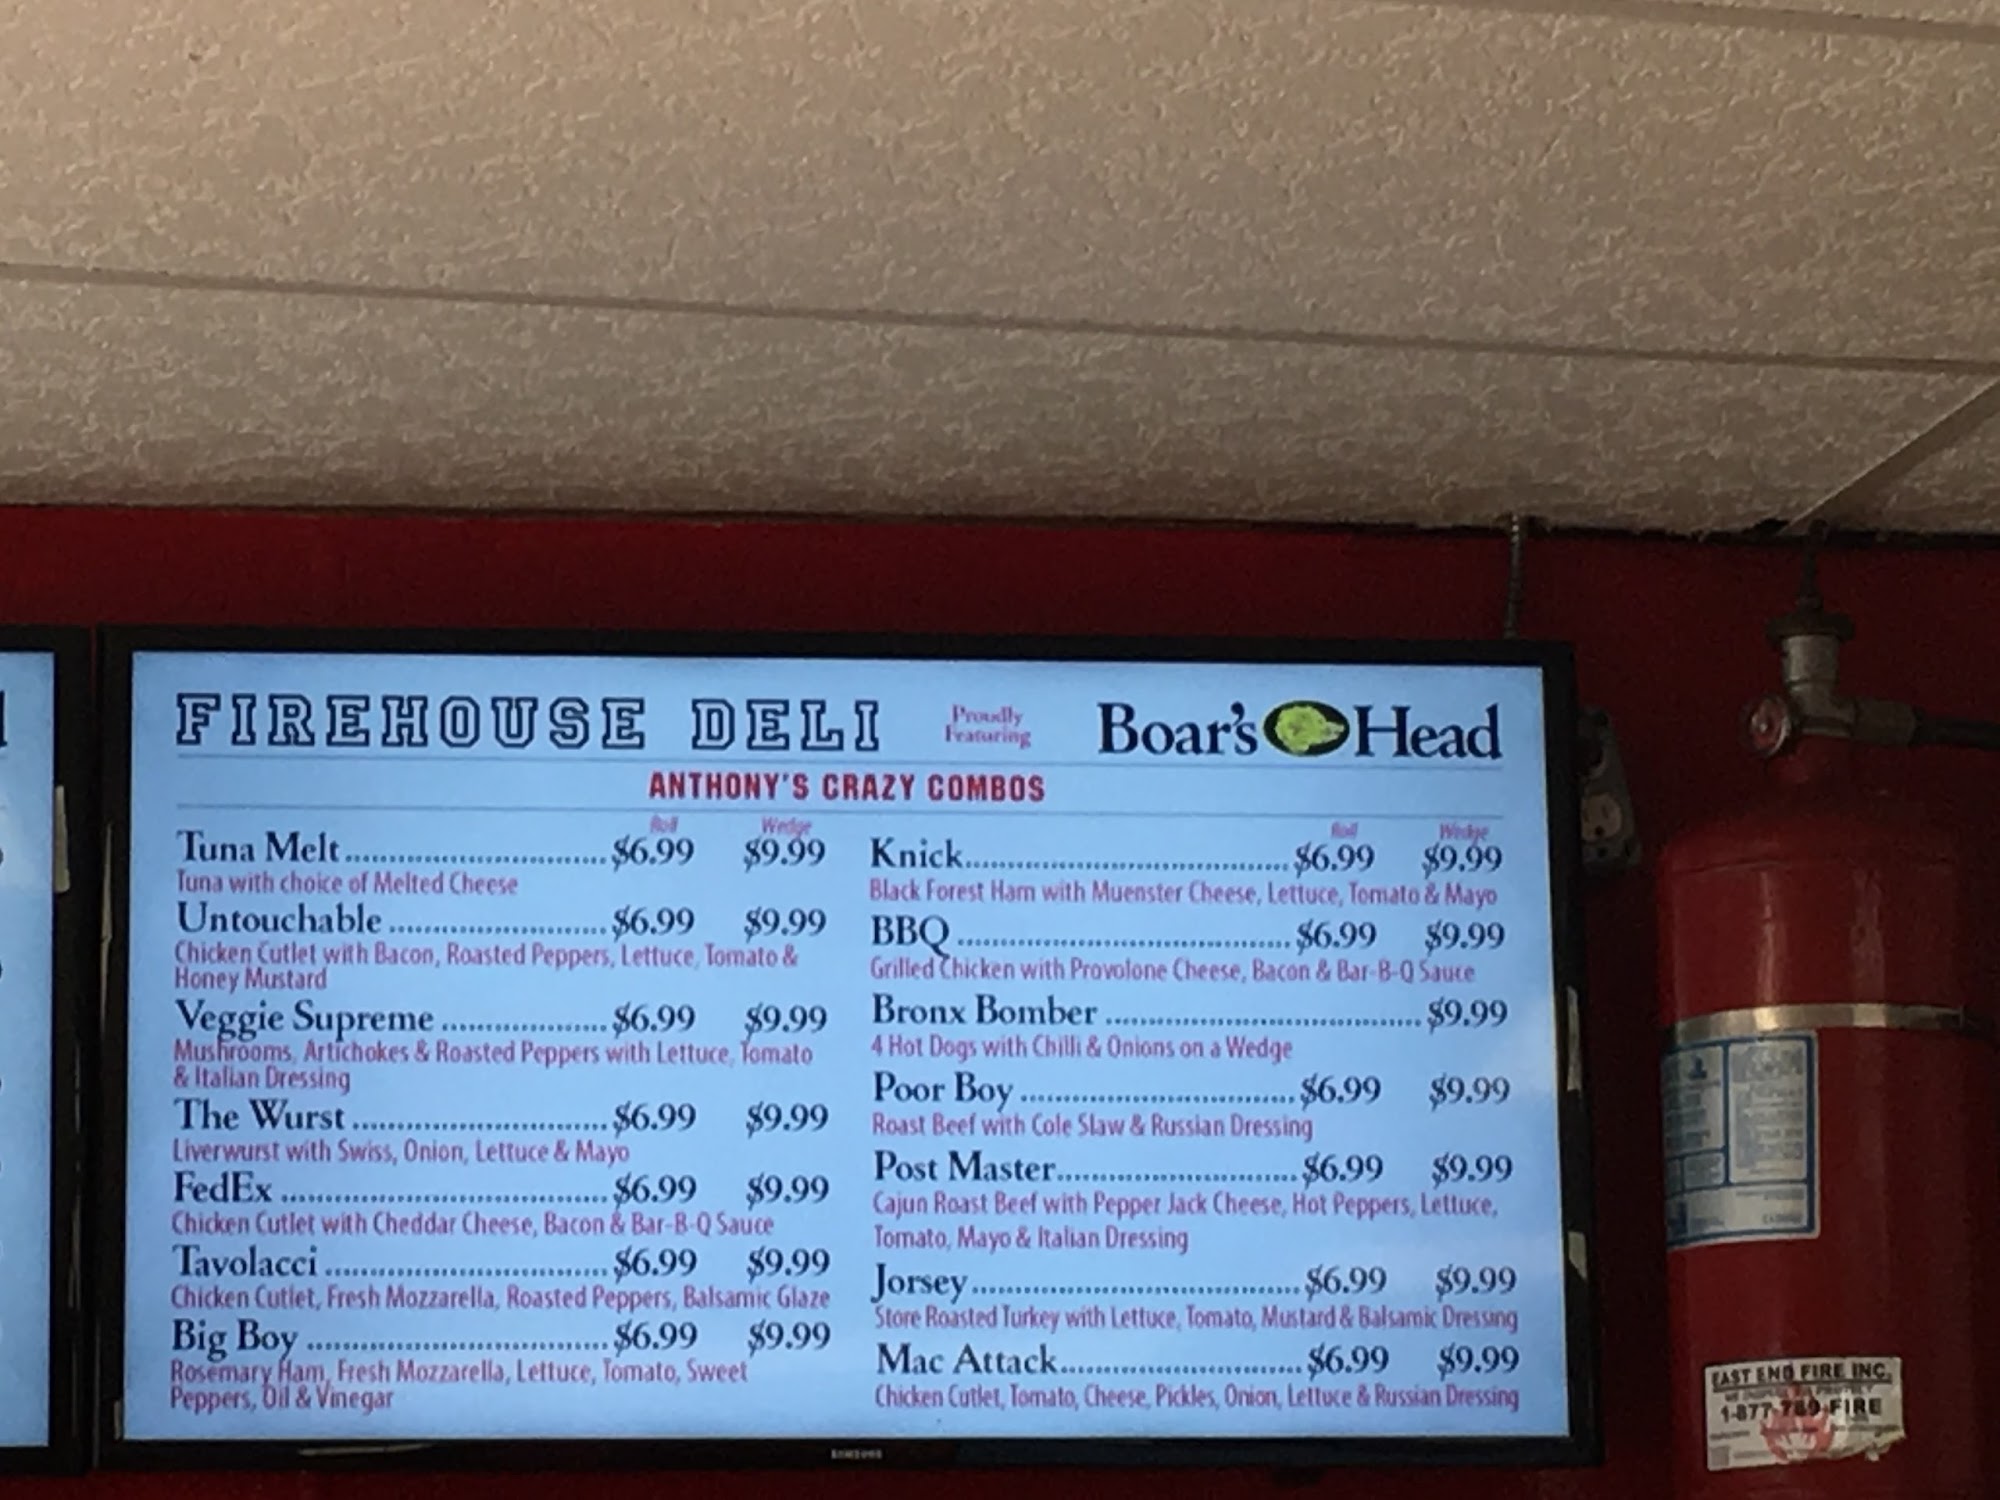 FIREHOUSE DELI
Proudly
Featuring
Boar's Head
ANTHONY'S CRAZY COMBOS
Roll Wedge
Tuna Melt............................$6.99 $9.99
Tuna with choice of Melted Cheese
Untouchable........................$6.99 $9.99
Chicken Cutlet with Bacon, Roasted Peppers, Lettuce, Tomato &
Honey Mustard
Veggie Supreme..................$6.99 $9.99
Mushrooms, Artichokes & Roasted Peppers with Lettuce, Tomato
& Italian Dressing
The Wurst...........................$6.99 $9.99
Liverwurst with Swiss, Onion, Lettuce & Mayo
FedEx...................................$6.99 $9.99
Chicken Cutlet with Cheddar Cheese, Bacon & Bar-B-Q Sauce
Tavolacci..............................$6.99 $9.99
Chicken Cutlet, Fresh Mozzarella, Roasted Peppers, Balsamic Glaze
Big Boy................................$6.99 $9.99
Rosemary Ham, Fresh Mozzarella, Lettuce, Tomato, Sweet
Peppers, Oil & Vinegar
Roll Wedge
Knick...................................$6.99 $9.99
Black Forest Ham with Muenster Cheese, Lettuce, Tomato & Mayo
BBQ....................................$6.99 $9.99
Grilled Chicken with Provolone Cheese, Bacon & Bar-B-Q Sauce
Bronx Bomber..................................$9.99
4 Hot Dogs with Chilli & Onions on a Wedge
Poor Boy..............................$6.99 $9.99
Roast Beef with Cole Slaw & Russian Dressing
Post Master..........................$6.99 $9.99
Cajun Roast Beef with Pepper Jack Cheese, Hot Peppers, Lettuce,
Tomato, Mayo & Italian Dressing
Jorsey...................................$6.99 $9.99
Store Roasted Turkey with Lettuce, Tomato, Mustard & Balsamic Dressing
Mac Attack..........................$6.99 $9.99
Chicken Cutlet, Tomato, Cheese, Pickles, Onion, Lettuce & Russian Dressing
SAMSUNG
EAST END FIRE INC.
1-877-789-FIRE